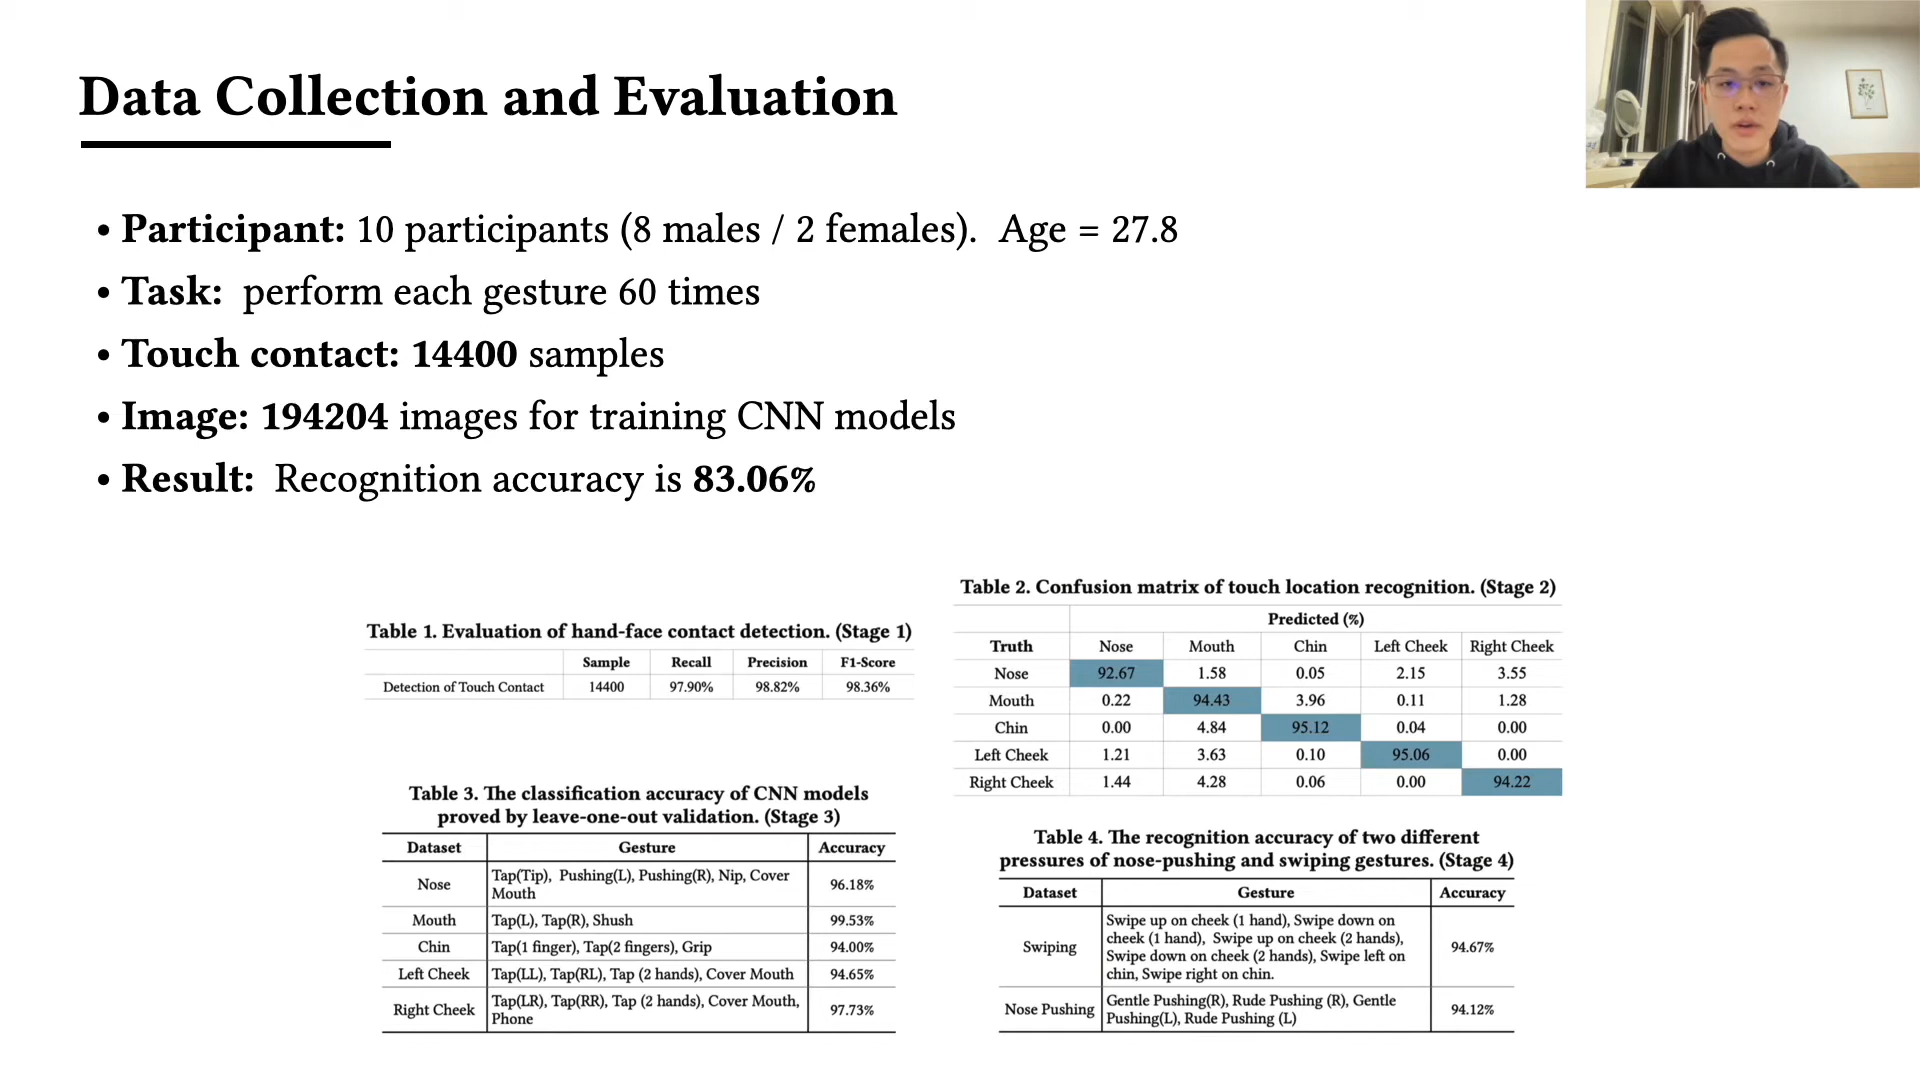 Data Collection and Evaluation
• Participant: 10 participants (8 males / 2 females). Age = 27.8
• Task: perform each gesture 60 times
• Touch contact: 14400 samples
• Image: 194204 images for training CNN models
• Result: Recognition accuracy is 83.06%
Table 1. Evaluation of hand-face contact detection. (Stage 1)
Sample Recall Precision F1-Score
Detection of Touch Contact 14400 97.90% 98.82% 98.36%
Table 2. Confusion matrix of touch location recognition. (Stage 2)
Predicted (%)
Truth Nose Mouth Chin Left Cheek Right Cheek
Nose 92.67 1.58 0.05 2.15 3.55
Mouth 0.22 94.43 3.96 0.11 1.28
Chin 0.00 4.84 95.12 0.04 0.00
Left Cheek 1.21 3.63 0.10 95.06 0.00
Right Cheek 1.44 4.28 0.06 0.00 94.22
Table 3. The classification accuracy of CNN models
proved by leave-one-out validation. (Stage 3)
Dataset Gesture Accuracy
Nose Tap(Tip), Pushing(L), Pushing(R), Nip, Cover
Mouth 96.18%
Mouth Tap(L), Tap(R), Shush 99.53%
Chin Tap(1 finger), Tap(2 fingers), Grip 94.00%
Left Cheek Tap(LL), Tap(RL), Tap (2 hands), Cover Mouth 94.65%
Right Cheek Tap(LR), Tap(RR), Tap (2 hands), Cover Mouth,
Phone 97.73%
Table 4. The recognition accuracy of two different
pressures of nose-pushing and swiping gestures. (Stage 4)
Dataset Gesture Accuracy
Swiping Swipe up on cheek (1 hand), Swipe down on
cheek (1 hand), Swipe up on cheek (2 hands),
Swipe down on cheek (2 hands), Swipe left on
chin, Swipe right on chin. 94.67%
Nose Pushing Gentle Pushing(R), Rude Pushing (R), Gentle
Pushing(L), Rude Pushing (L) 94.12%